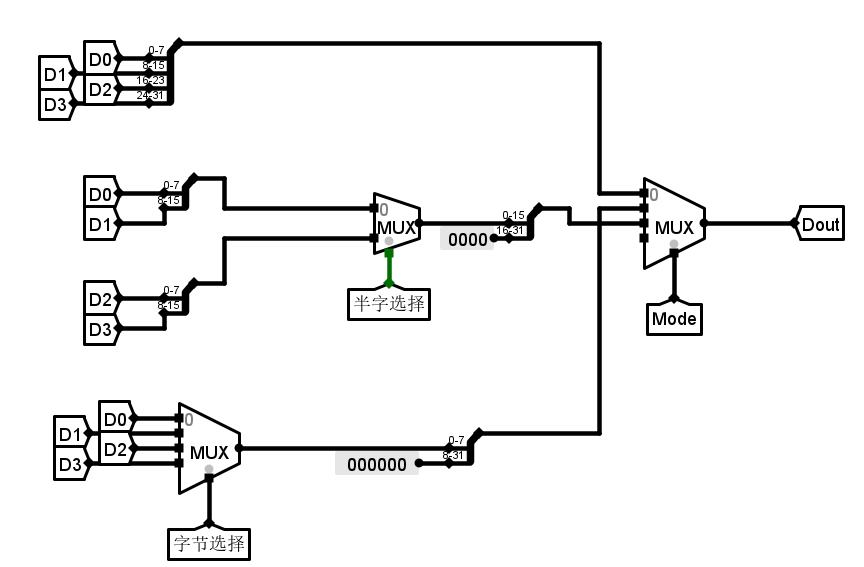 D0
0-7
D1
8-15
D2
16-23
D3
24-31
D0
0-7
D1
8-15
0
MUX
0-15
0000
16-31
0
MUX
Dout
半字选择
Mode
D2
0-7
D3
8-15
D0
0
D1
D2
MUX
D3
0-7
000000
8-31
字节选择